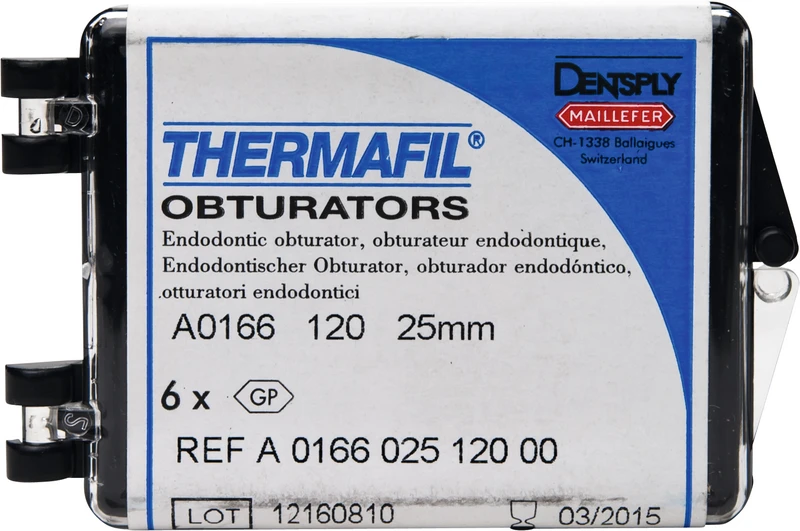 DENTSPLY
MAILLEFER
CH-1338 Ballaigues
Switzerland
THERMAFIL®
OBTURATORS
Endodontic obturator, obturateur endodontique,
Endodontischer Obturator, obturador endodóntico,
.otturatori endodontici
A0166 120 25mm
6 x GP
REF A 0166 025 120 00
LOT 12160810 03/2015
D
S